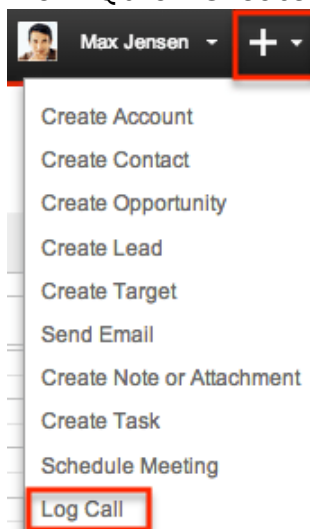 Max Jensen
Create Account
Create Contact
Create Opportunity
Create Lead
Create Target
Send Email
Create Note or Attachment
Create Task
Schedule Meeting
Log Call